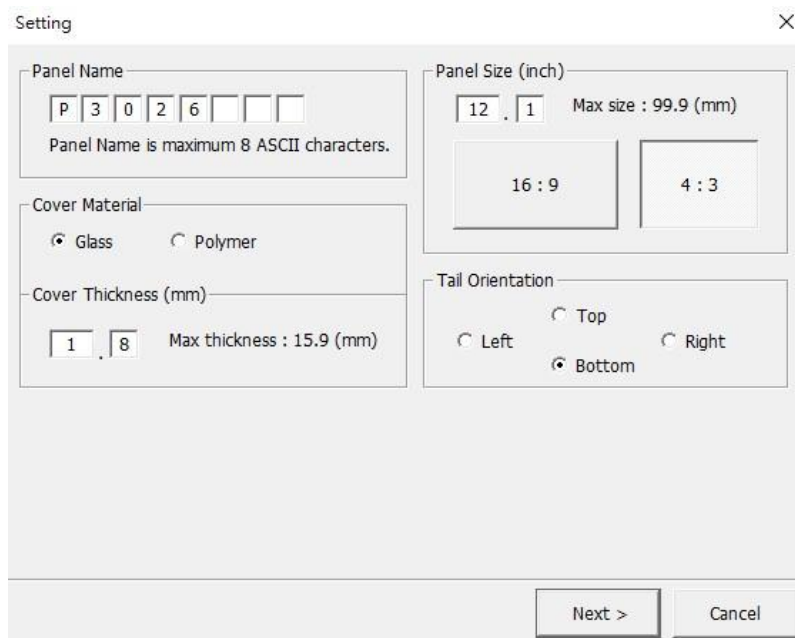 Setting
Panel Name
P 3 0 2 6
Panel Name is maximum 8 ASCII characters.
Cover Material
Glass Polymer
Cover Thickness (mm)
1 . 8 Max thickness : 15.9 (mm)
Panel Size (inch)
12 . 1 Max size : 99.9 (mm)
16 : 9 4 : 3
Tail Orientation
Top
Left Right
Bottom
Next > Cancel